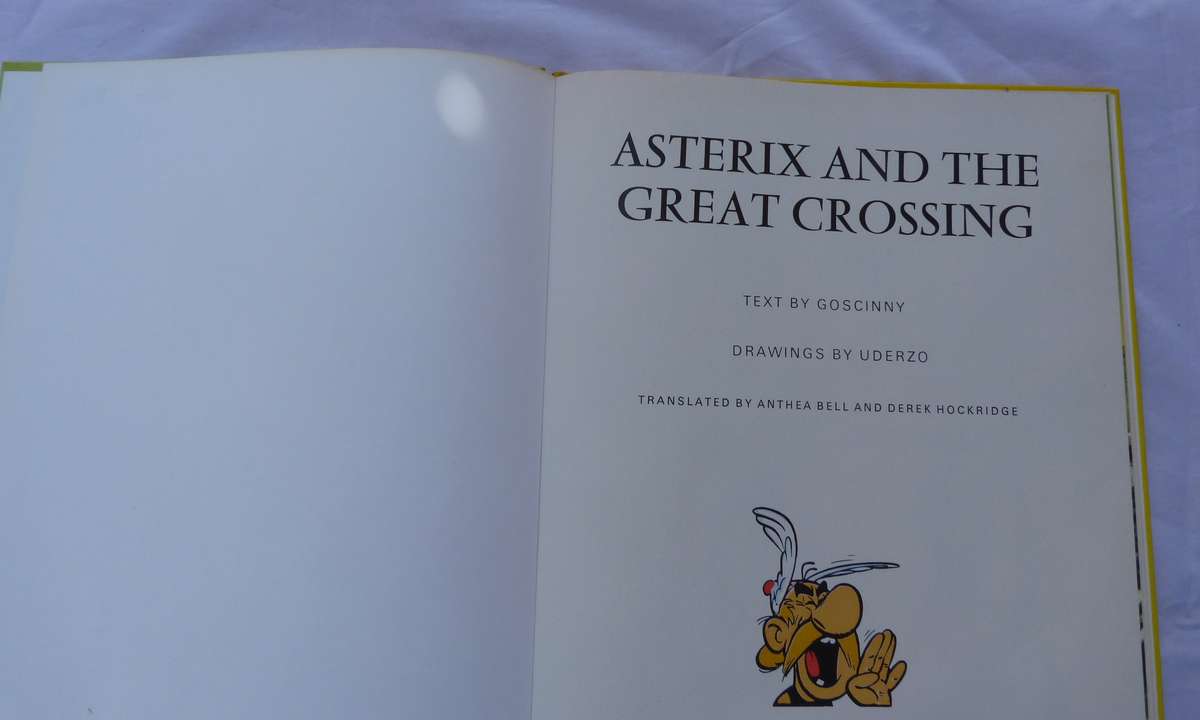 ASTERIX AND THE
GREAT CROSSING
TEXT BY GOSCINNY
DRAWINGS BY UDERZO
TRANSLATED BY ANTHEA BELL AND DEREK HOCKRIDGE